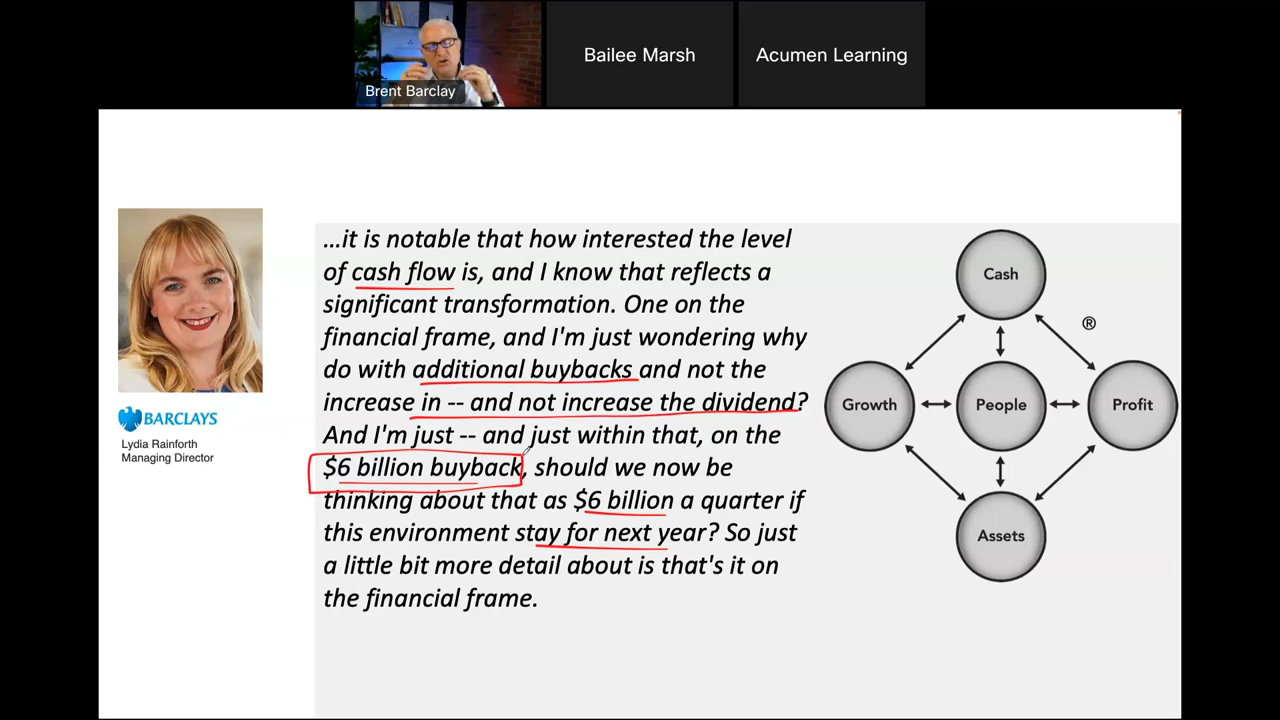 Brent Barclay
Bailee Marsh
Acumen Learning
BARCLAYS
Lydia Rainforth
Managing Director
...it is notable that how interested the level
of cash flow is, and I know that reflects a
significant transformation. One on the
financial frame, and I'm just wondering why
do with additional buybacks and not the
increase in -- and not increase the dividend?
And I'm just -- and just within that, on the
$6 billion buyback, should we now be
thinking about that as $6 billion a quarter if
this environment stay for next year? So just
a little bit more detail about is that's it on
the financial frame.
Cash
®
Growth
People
Profit
Assets